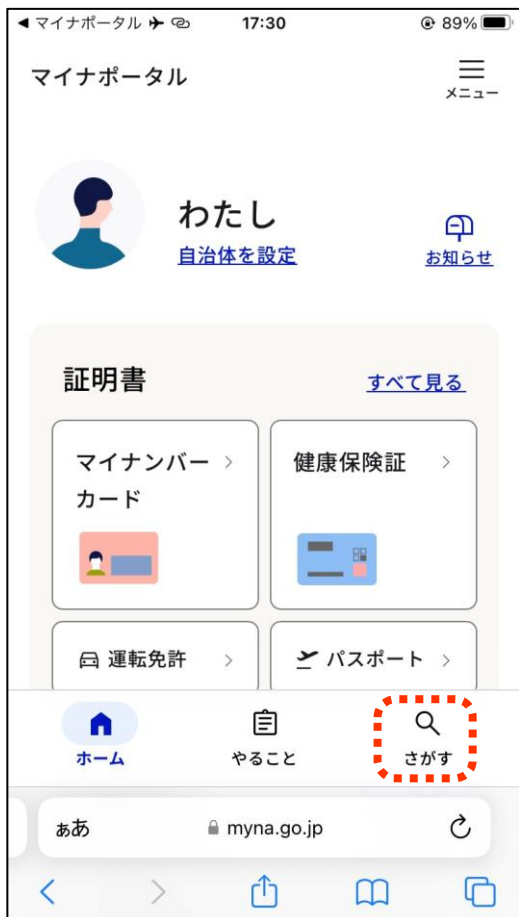 ◀ マイナポータル 17:30 89%
マイナポータル
メニュー
わたし
自治体を設定
お知らせ
証明書
すべて見る
マイナンバー
カード
健康保険証
運転免許
パスポート
ホーム
やること
さがす
ぁあ myna.go.jp